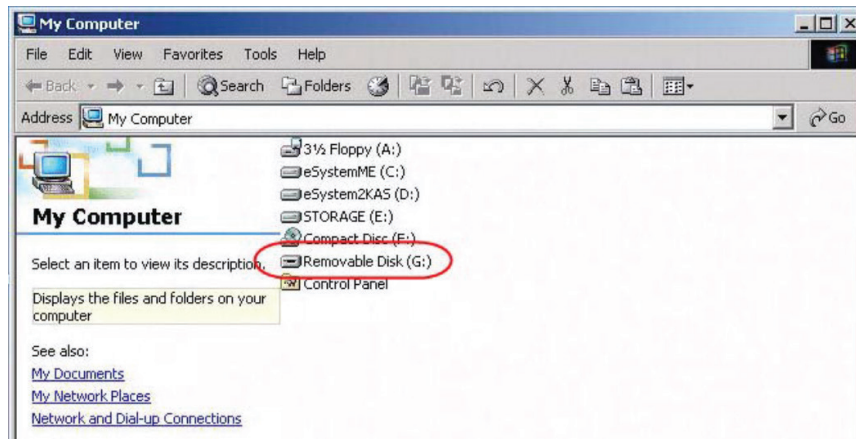 My Computer
File Edit View Favorites Tools Help
Back Search Folders
Address My Computer Go
3½ Floppy (A:)
eSystemME (C:)
eSystem2KAS (D:)
STORAGE (E:)
Compact Disc (F:)
Removable Disk (G:)
Control Panel
My Computer
Select an item to view its description.
Displays the files and folders on your
computer
See also:
My Documents
My Network Places
Network and Dial-up Connections